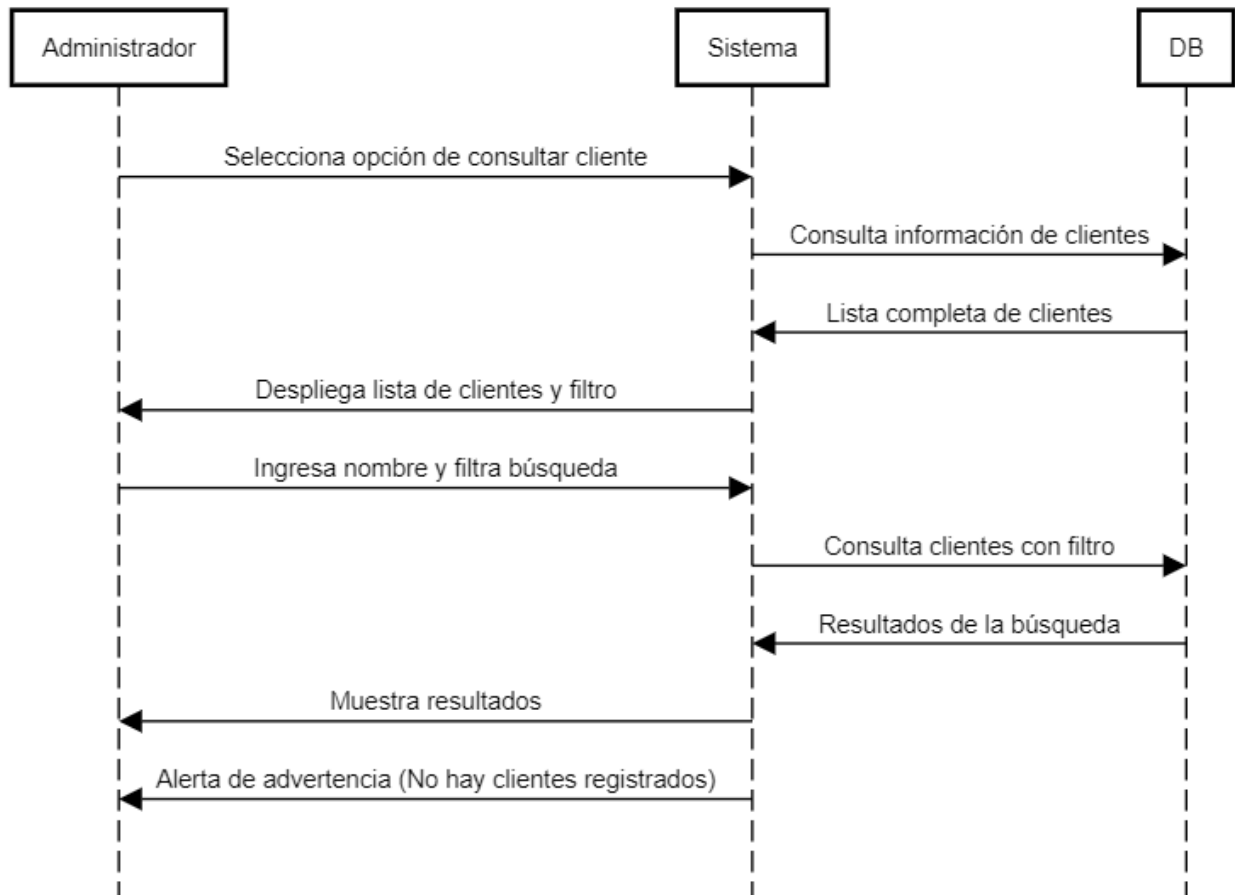 Administrador
Sistema
DB
Selecciona opción de consultar cliente
Consulta información de clientes
Lista completa de clientes
Despliega lista de clientes y filtro
Ingresa nombre y filtra búsqueda
Consulta clientes con filtro
Resultados de la búsqueda
Muestra resultados
Alerta de advertencia (No hay clientes registrados)